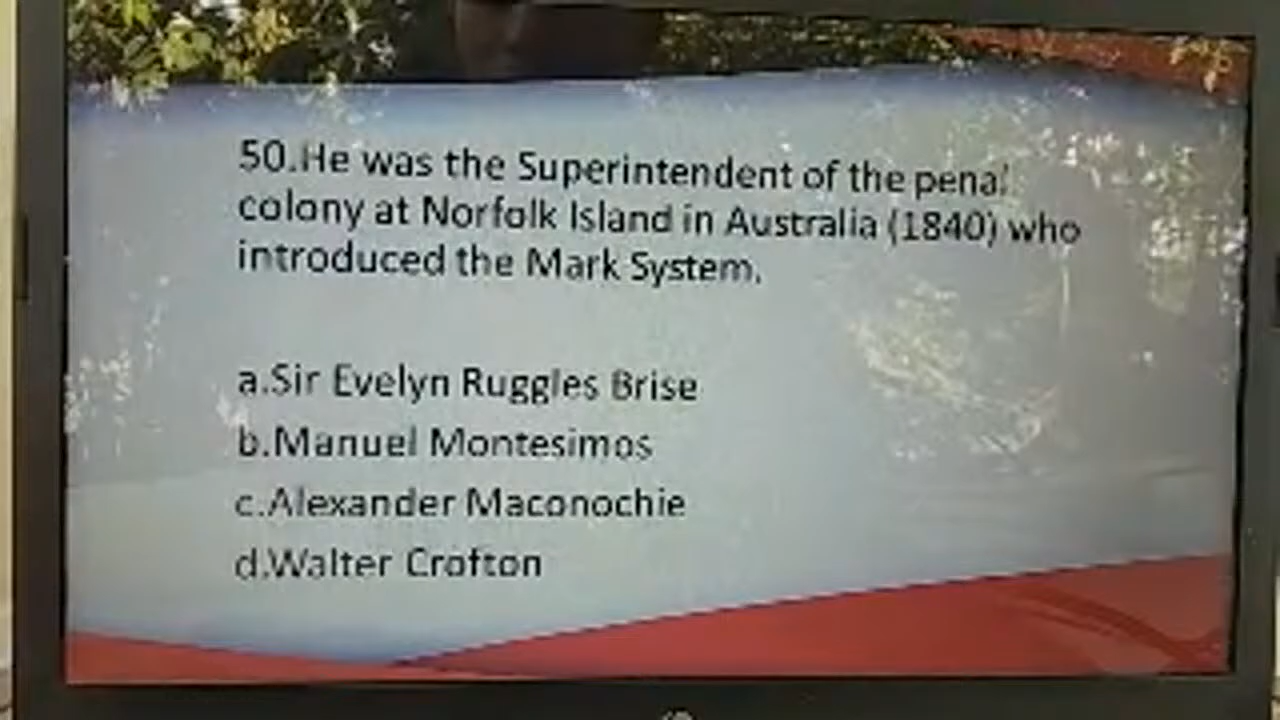 50.He was the Superintendent of the penal
colony at Norfolk Island in Australia (1840) who
introduced the Mark System.
a.Sir Evelyn Ruggles Brise
b.Manuel Montesimos
c.Alexander Maconochie
d.Walter Crofton